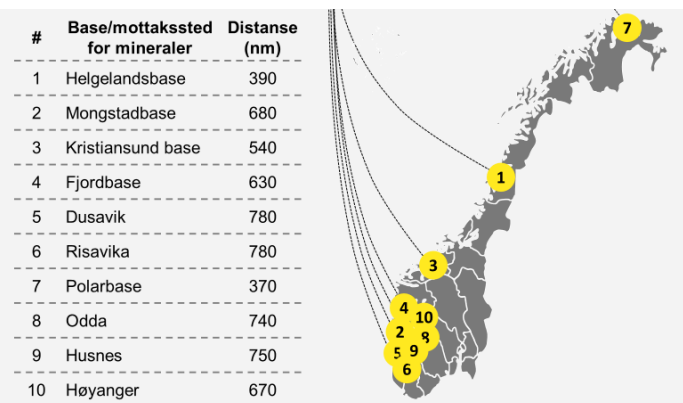 # Base/mottakssted for mineraler Distanse (nm)
1 Helgelandsbase 390
2 Mongstadbase 680
3 Kristiansund base 540
4 Fjordbase 630
5 Dusavik 780
6 Risavika 780
7 Polarbase 370
8 Odda 740
9 Husnes 750
10 Høyanger 670
7
1
3
4
10
2
8
5
9
6